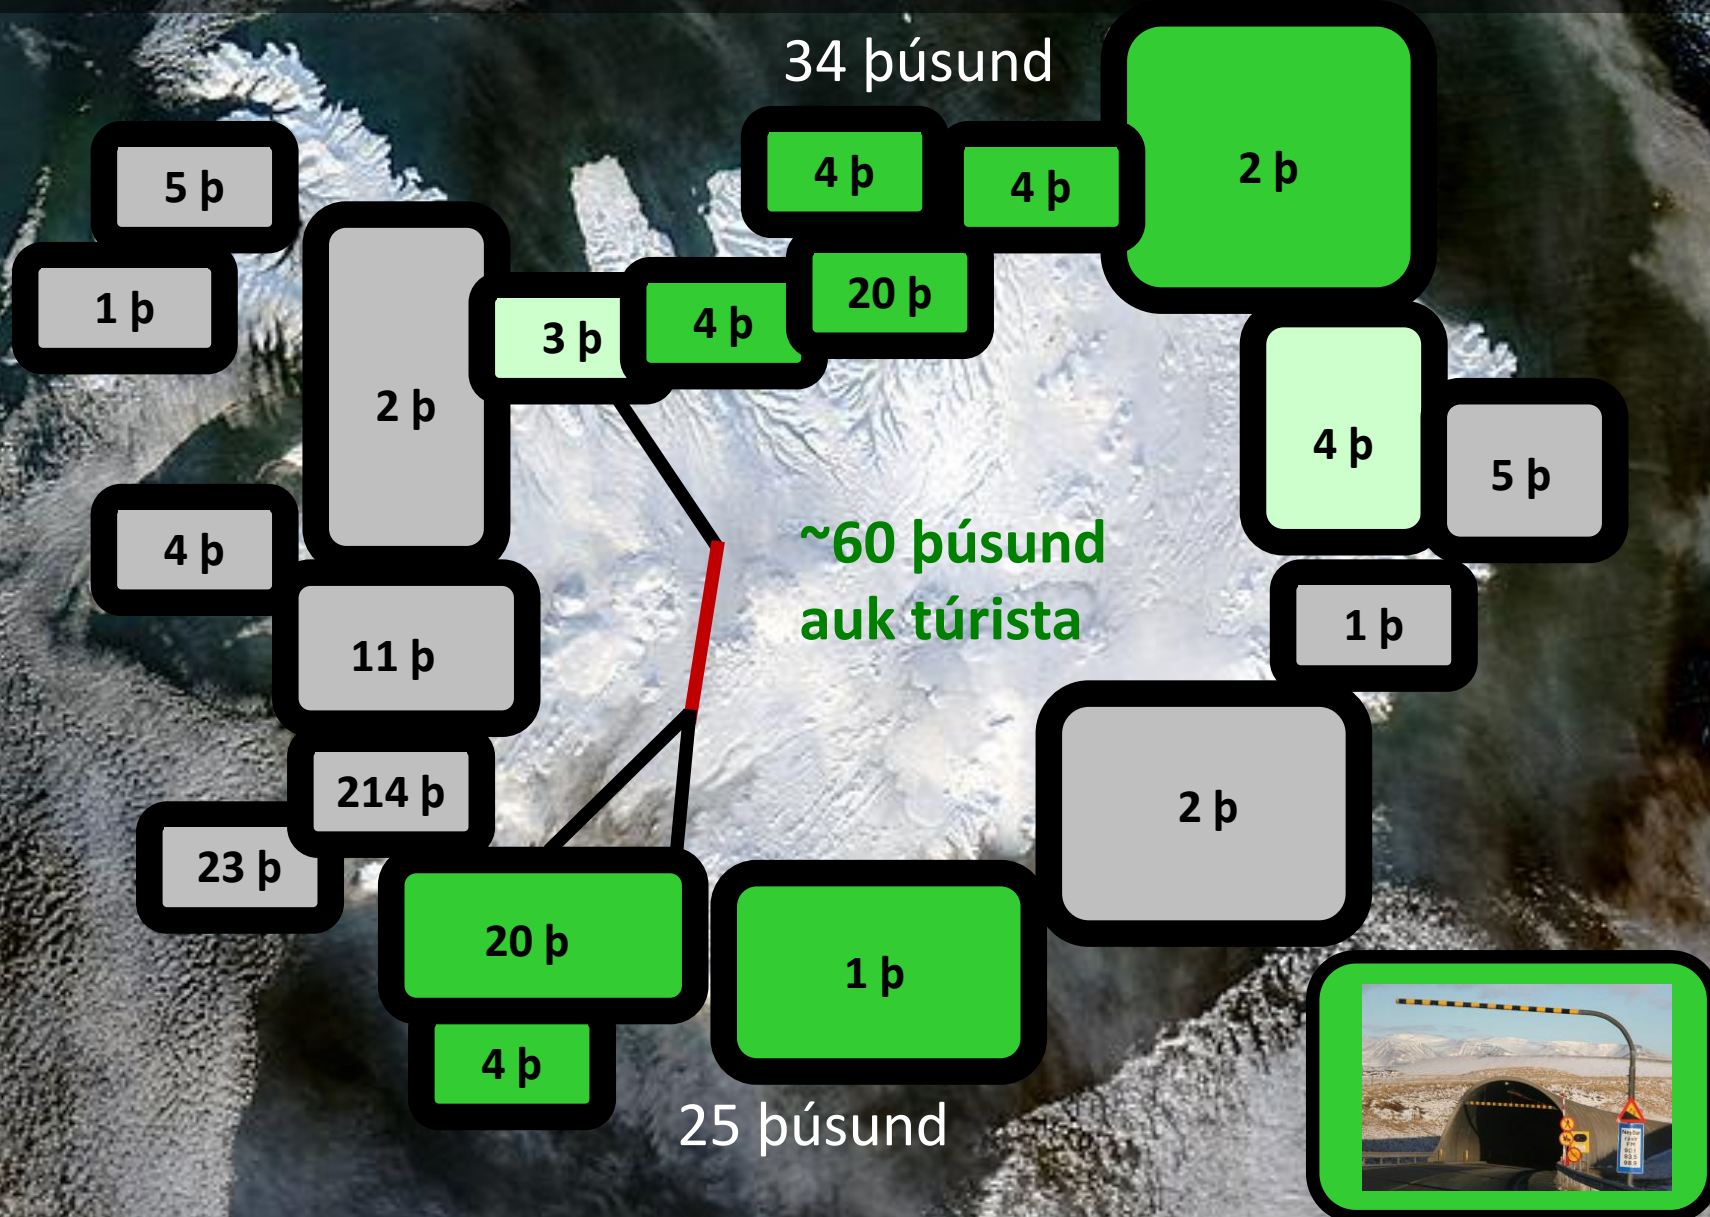 34 þúsund
4 þ
4 þ
2 þ
5 þ
1 þ
2 þ
3 þ
4 þ
20 þ
4 þ
5 þ
4 þ
~60 þúsund
auk túrista
1 þ
11 þ
214 þ
23 þ
2 þ
20 þ
1 þ
4 þ
25 þúsund